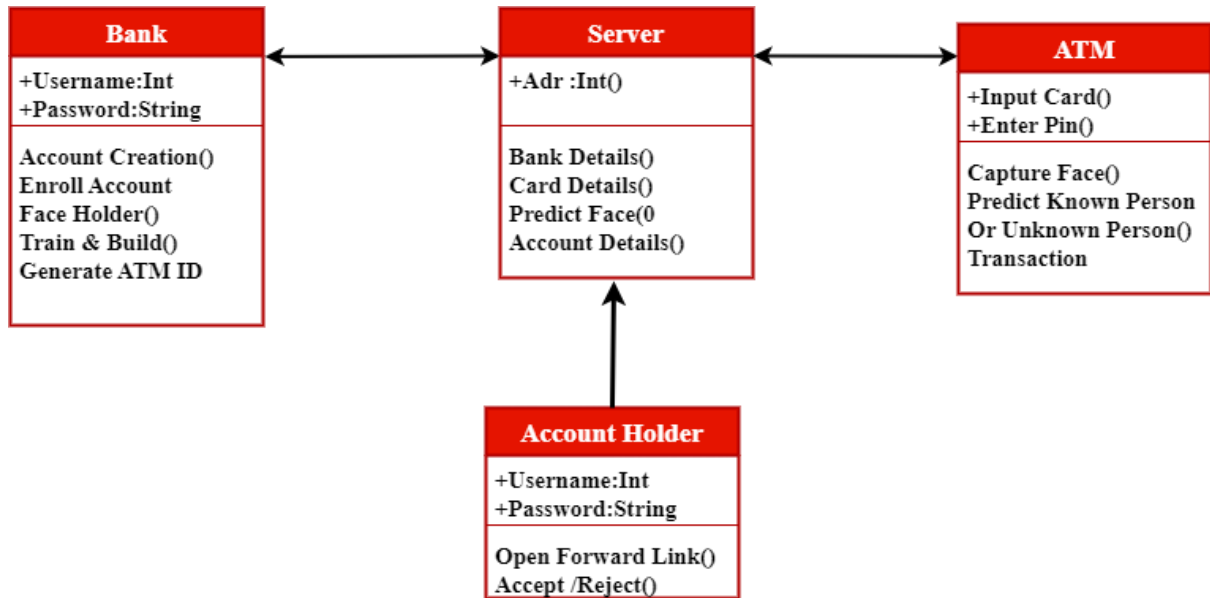 Bank
+Username:Int
+Password:String
Account Creation()
Enroll Account
Face Holder()
Train & Build()
Generate ATM ID
Server
+Adr :Int()
Bank Details()
Card Details()
Predict Face(0
Account Details()
ATM
+Input Card()
+Enter Pin()
Capture Face()
Predict Known Person
Or Unknown Person()
Transaction
Account Holder
+Username:Int
+Password:String
Open Forward Link()
Accept /Reject()